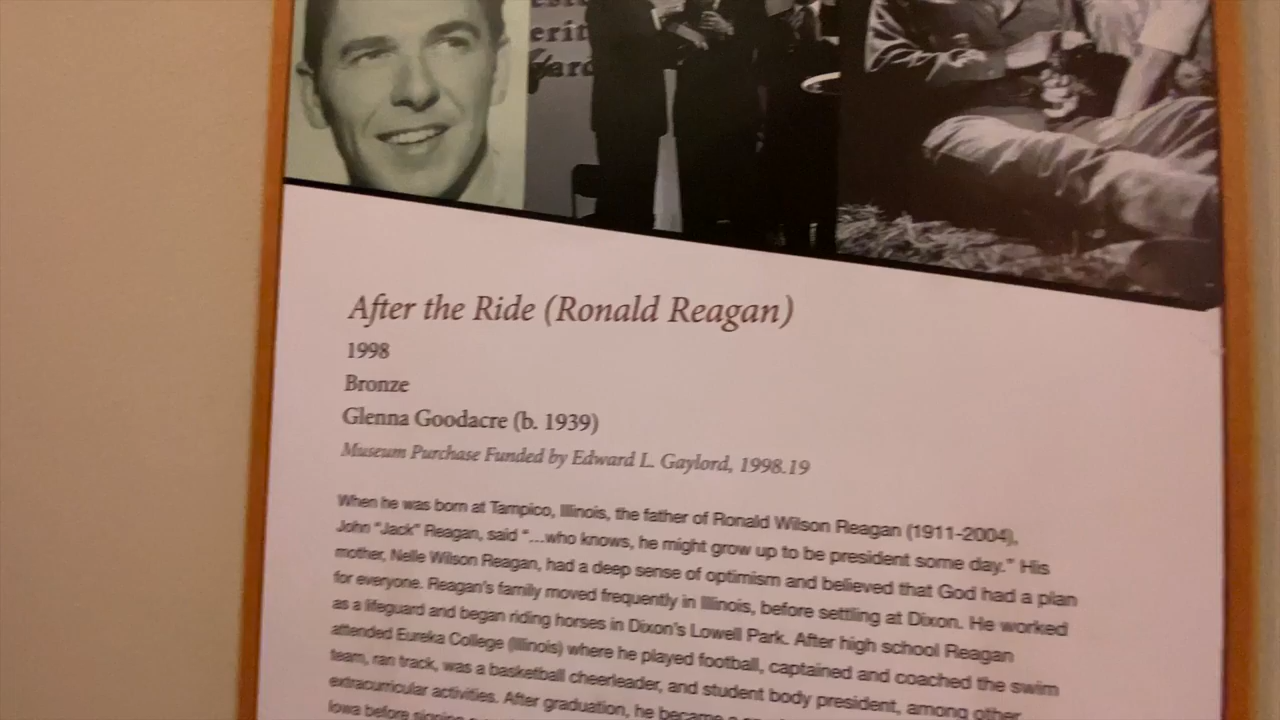 erit
ard
After the Ride (Ronald Reagan)
1998
Bronze
Glenna Goodacre (b. 1939)
Museum Purchase Funded by Edward L. Gaylord, 1998.19
When he was born at Tampico, Illinois, the father of Ronald Wilson Reagan (1911-2004),
John "Jack" Reagan, said "...who knows, he might grow up to be president some day." His
mother, Nelle Wilson Reagan, had a deep sense of optimism and believed that God had a plan
for everyone. Reagan's family moved frequently in Illinois, before settling at Dixon. He worked
as a lifeguard and began riding horses in Dixon's Lowell Park. After high school Reagan
attended Eureka College (Illinois) where he played football, captained and coached the swim
team, ran track, was a basketball cheerleader, and student body president, among other
extracurricular activities. After graduation, he became a
Iowa before signing